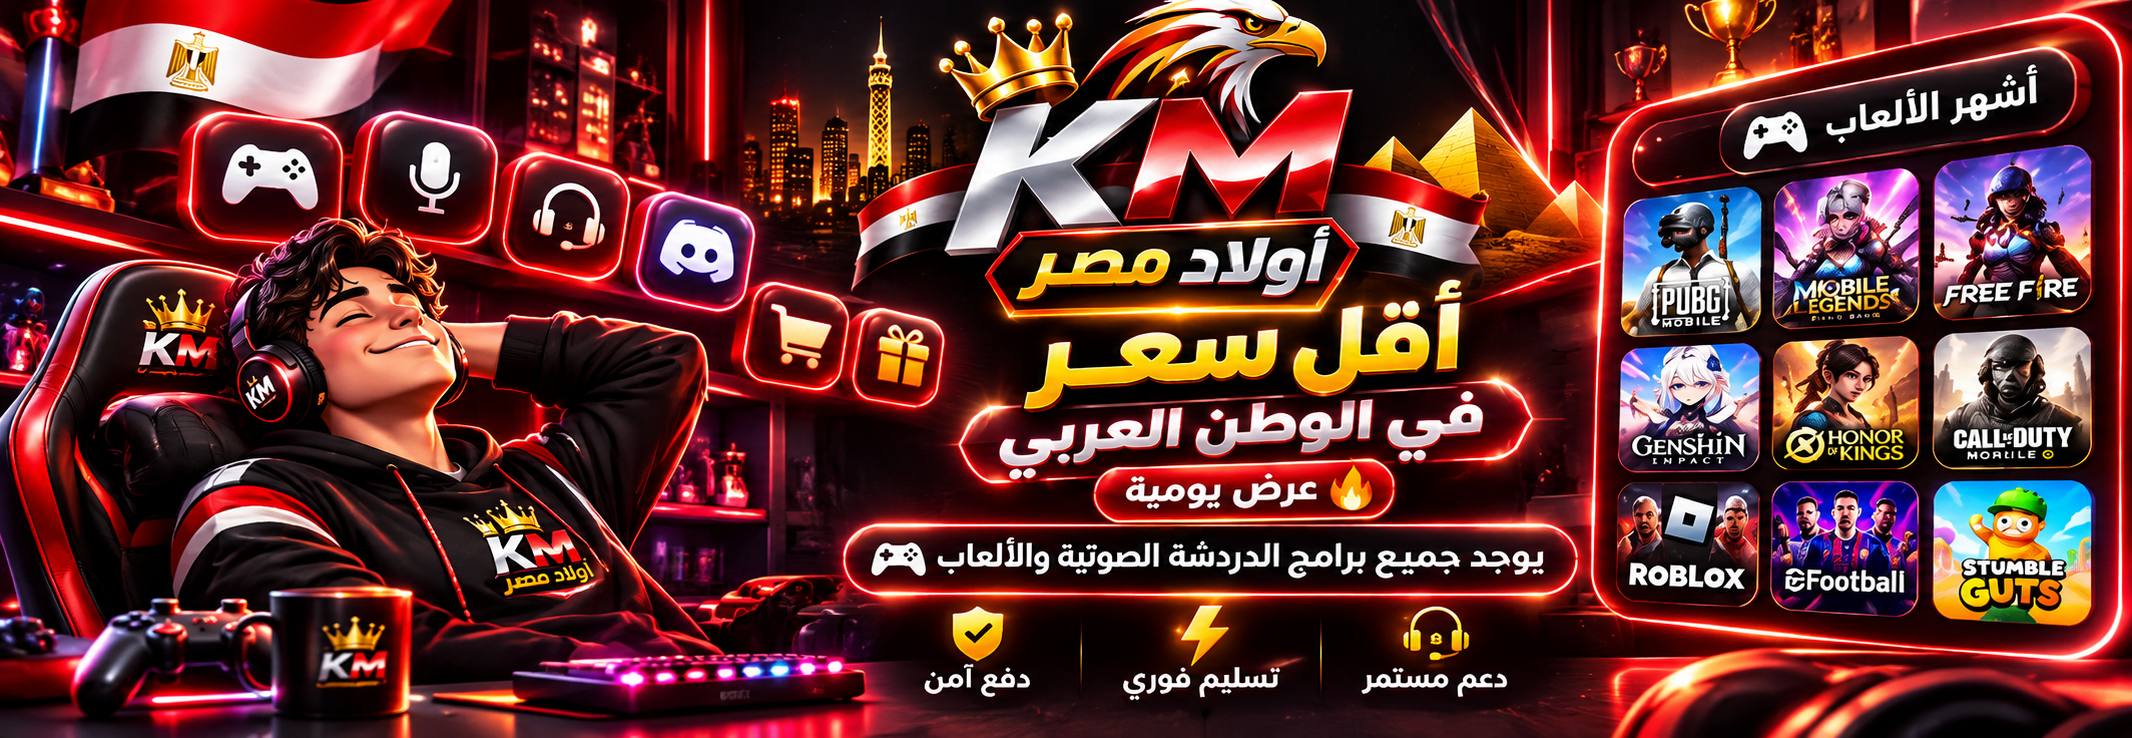 KM
أولاد مصر
أقل سعر
في الوطن العربي
عرض يومية
يوجد جميع برامج الدردشة الصوتية والألعاب
دعم مستمر
تسليم فوري
دفع آمن
أشهر الألعاب
PUBG
MOBILE
MOBILE
LEGENDS
FREE FIRE
GENSHIN
INPACT
HONOR
OF KINGS
CALL OF DUTY
MOBILE
ROBLOX
eFootball
STUMBLE
GUTS
KM
KM
KM
أولاد مصر
KM